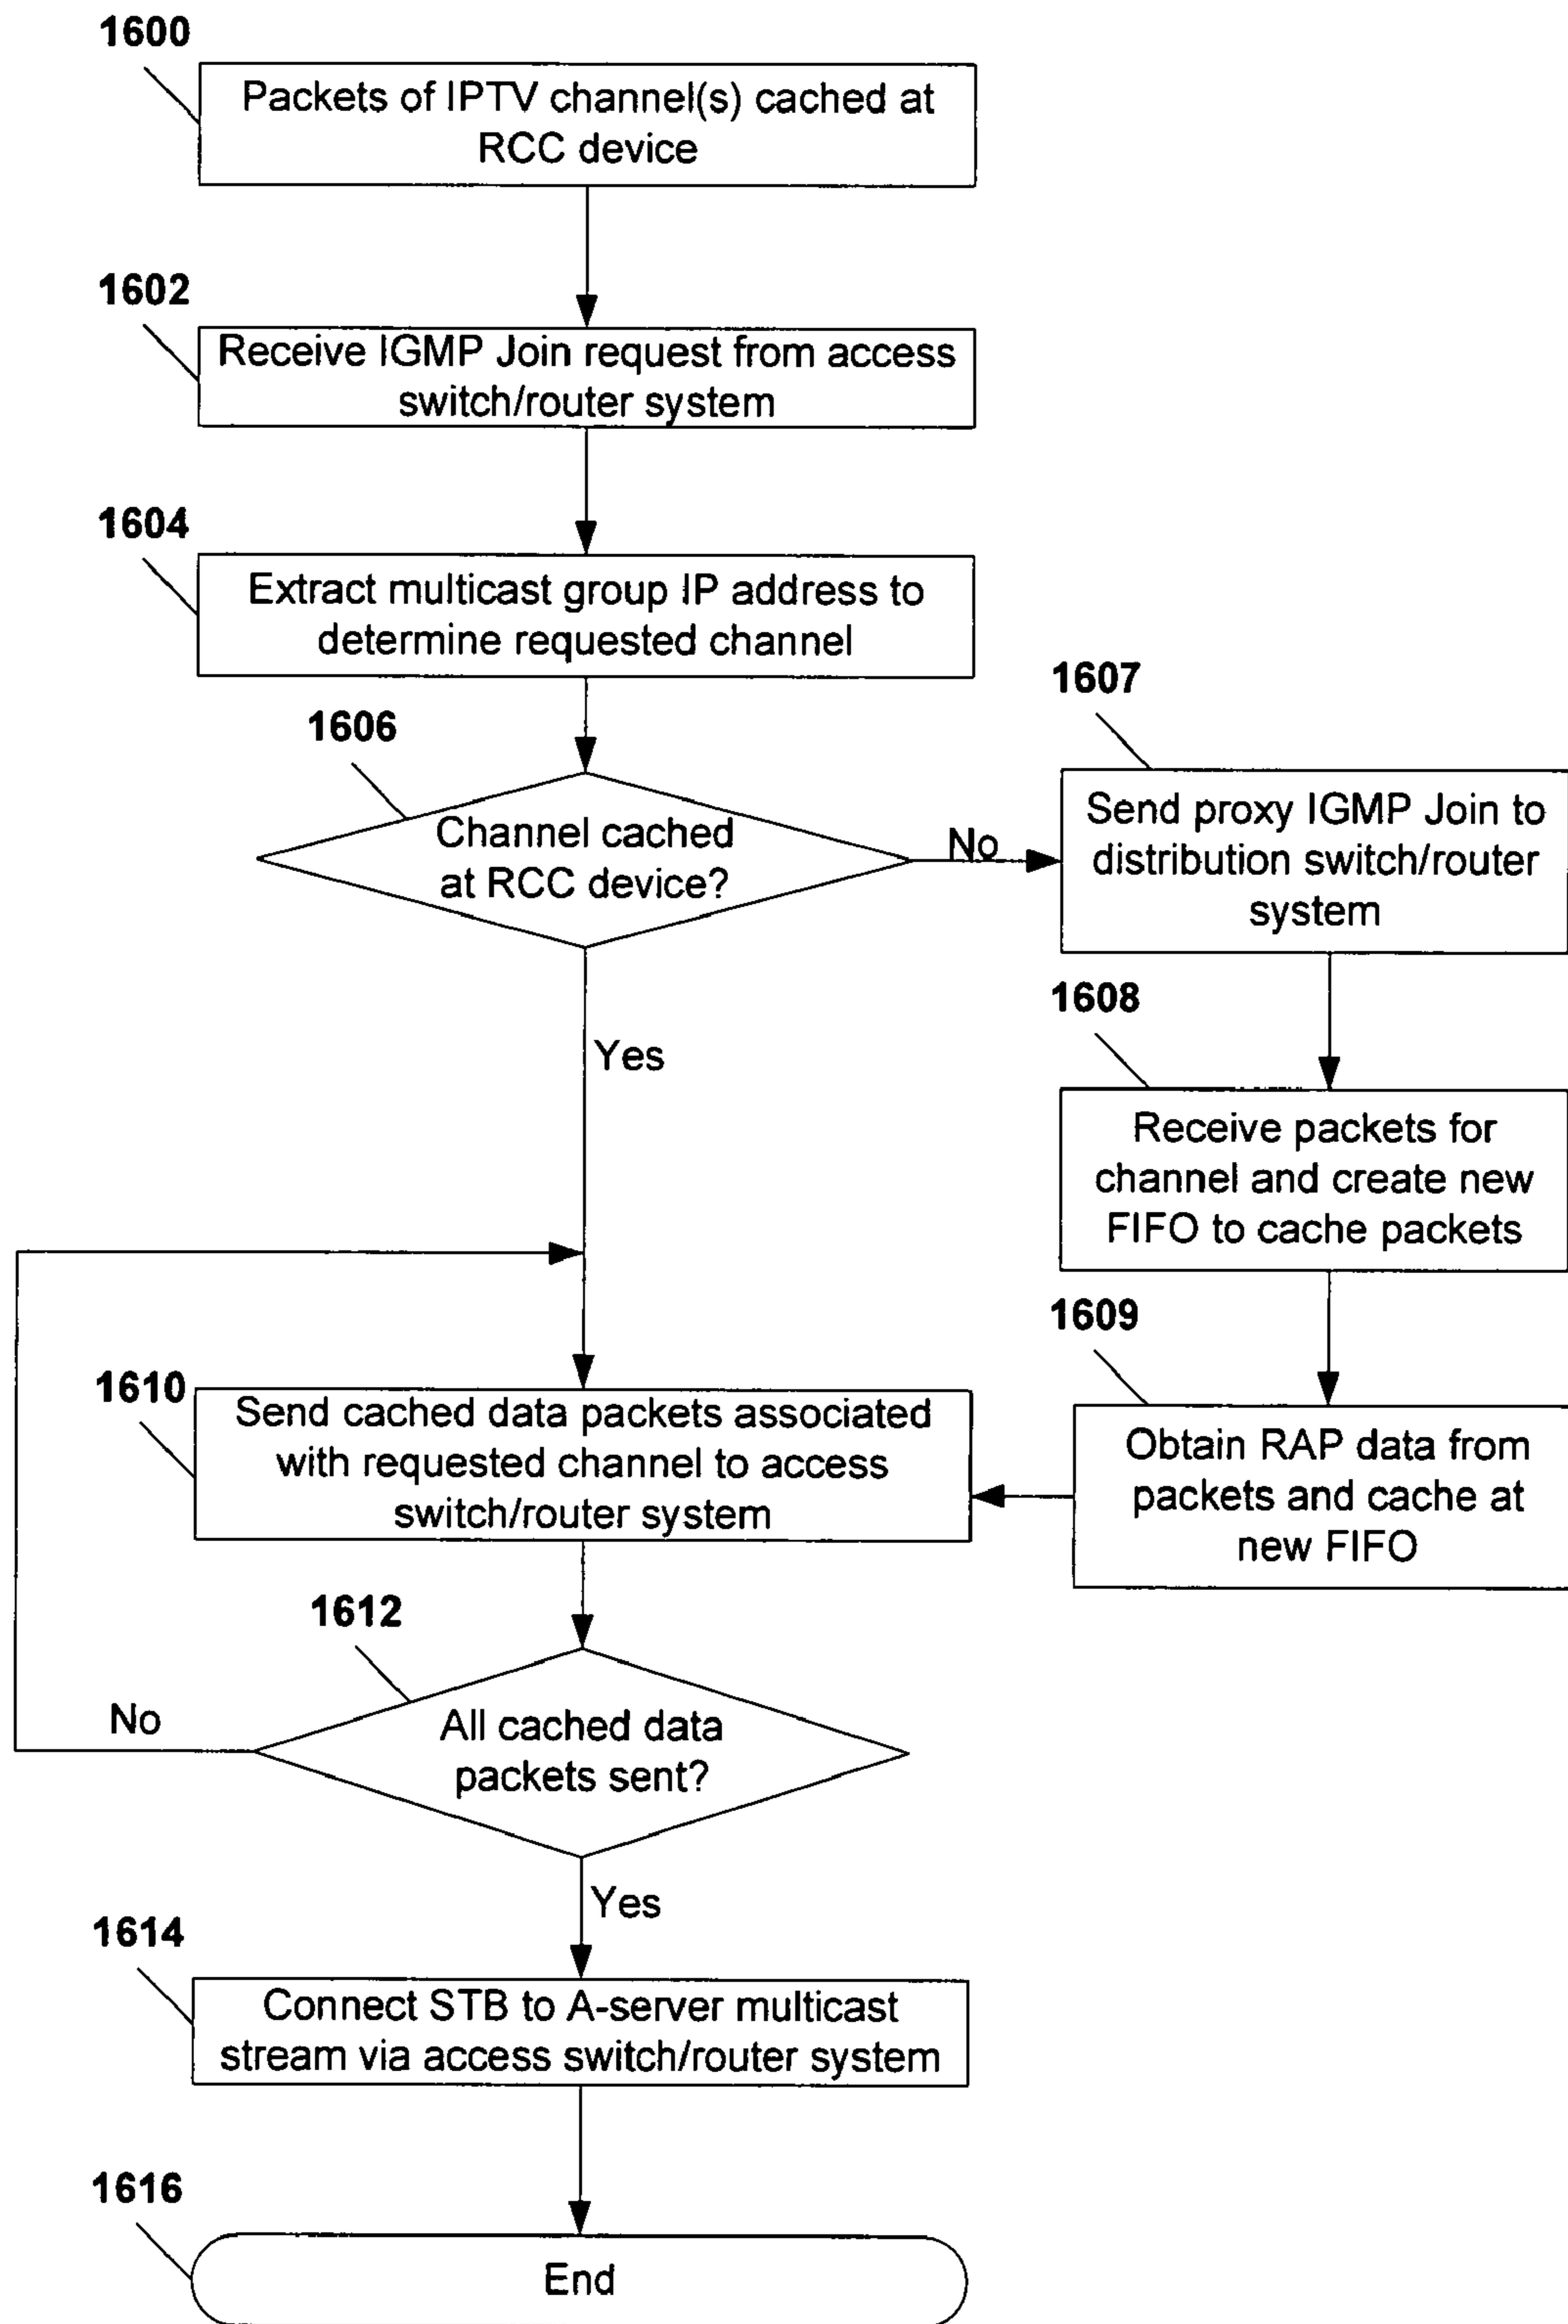 1600
Packets of IPTV channel(s) cached at
RCC device
1602
Receive IGMP Join request from access
switch/router system
1604
Extract multicast group IP address to
determine requested channel
1606
Channel cached
at RCC device?
No
Yes
1607
Send proxy IGMP Join to
distribution switch/router
system
1608
Receive packets for
channel and create new
FIFO to cache packets
1609
Obtain RAP data from
packets and cache at
new FIFO
1610
Send cached data packets associated
with requested channel to access
switch/router system
1612
All cached data
packets sent?
No
Yes
1614
Connect STB to A-server multicast
stream via access switch/router system
1616
End